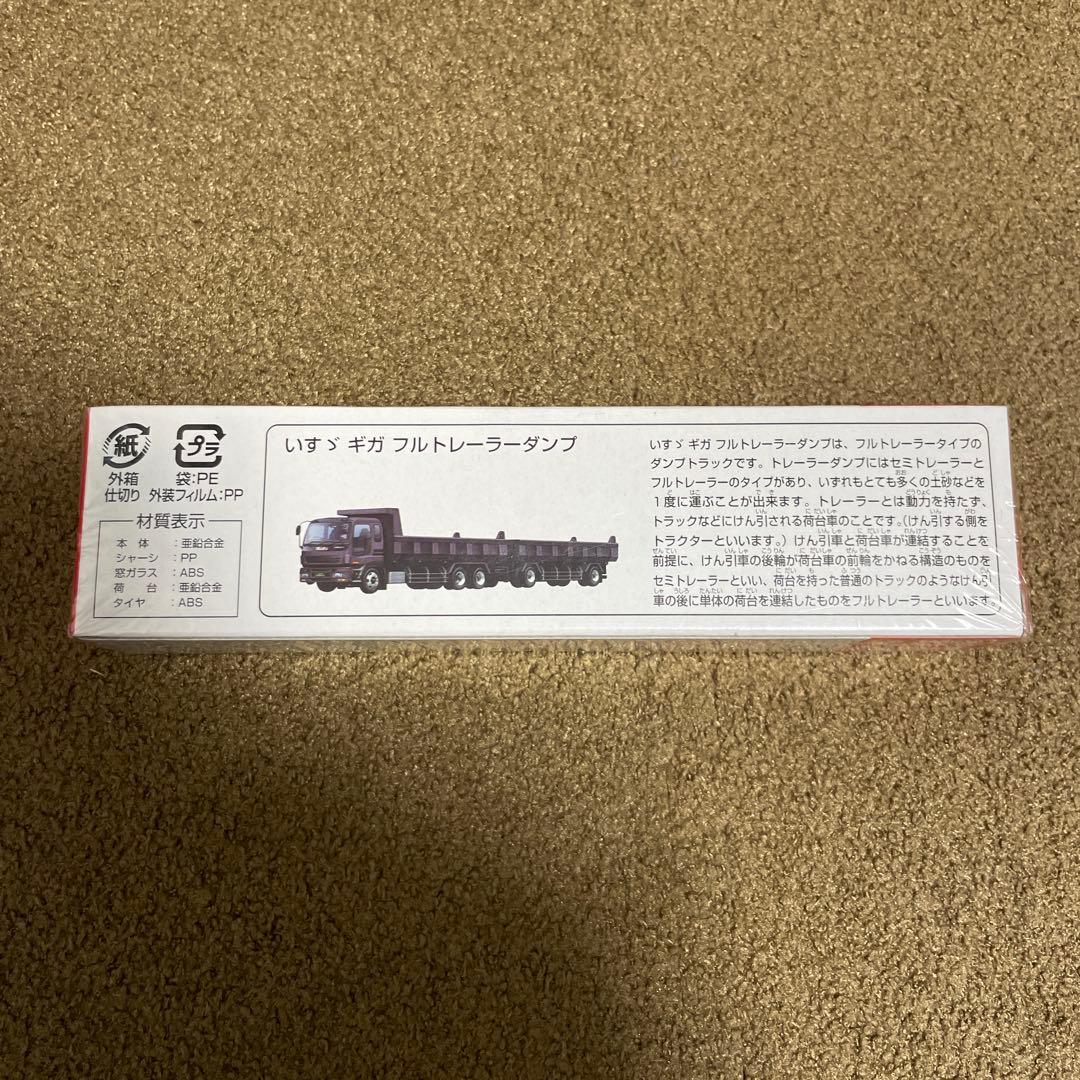 紙
プラ
外箱
仕切り
袋:PE
外装フィルム:PP
材質表示
本体:亜鉛合金
シャーシ:PP
窓ガラス:ABS
荷台:亜鉛合金
タイヤ:ABS
いすゞ ギガ フルトレーラーダンプ
いすゞ ギガ フルトレーラーダンプは、フルトレーラータイプの
ダンプトラックです。トレーラーダンプにはセミトレーラーと
フルトレーラーのタイプがあり、いずれもとても多くの土砂などを
1度に運ぶことが出来ます。トレーラーとは動力を持たず、
トラックなどにけん引される荷台車のことです。(けん引する側を
トラクターといいます。)けん引車と荷台車が連結することを
前提に、けん引車の後輪が荷台車の前輪をかねる構造のものを
セミトレーラーといい、荷台を持った普通のトラックのようなけん引
車の後に単体の荷台を連結したものをフルトレーラーといいます。